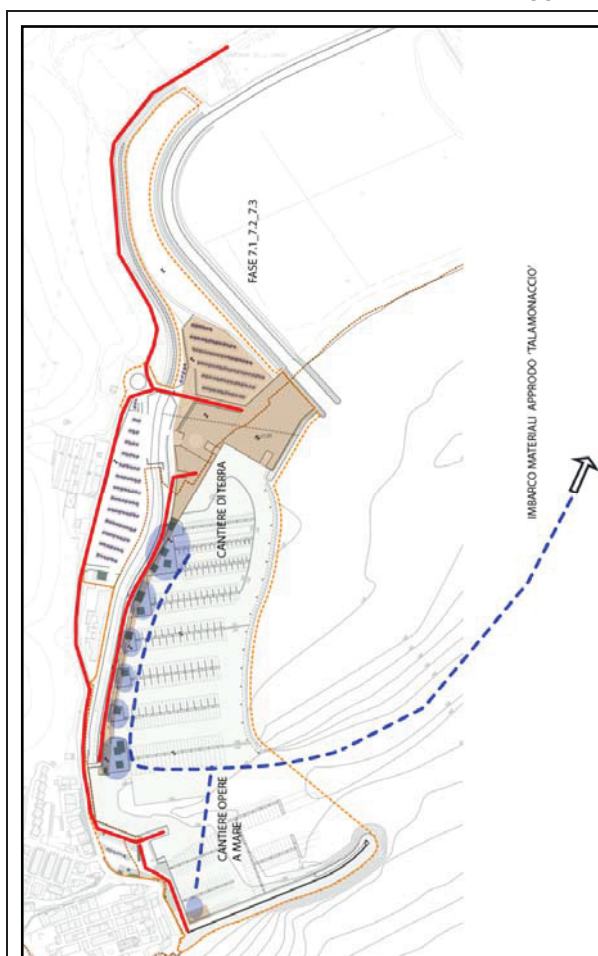 FASE 7.1_7.2_7.3
IMBARCO MATERIALI APPRODO 'TALAMONACCIO'
CANTIERE DI TERRA
CANTIERE OPERE
A MARE